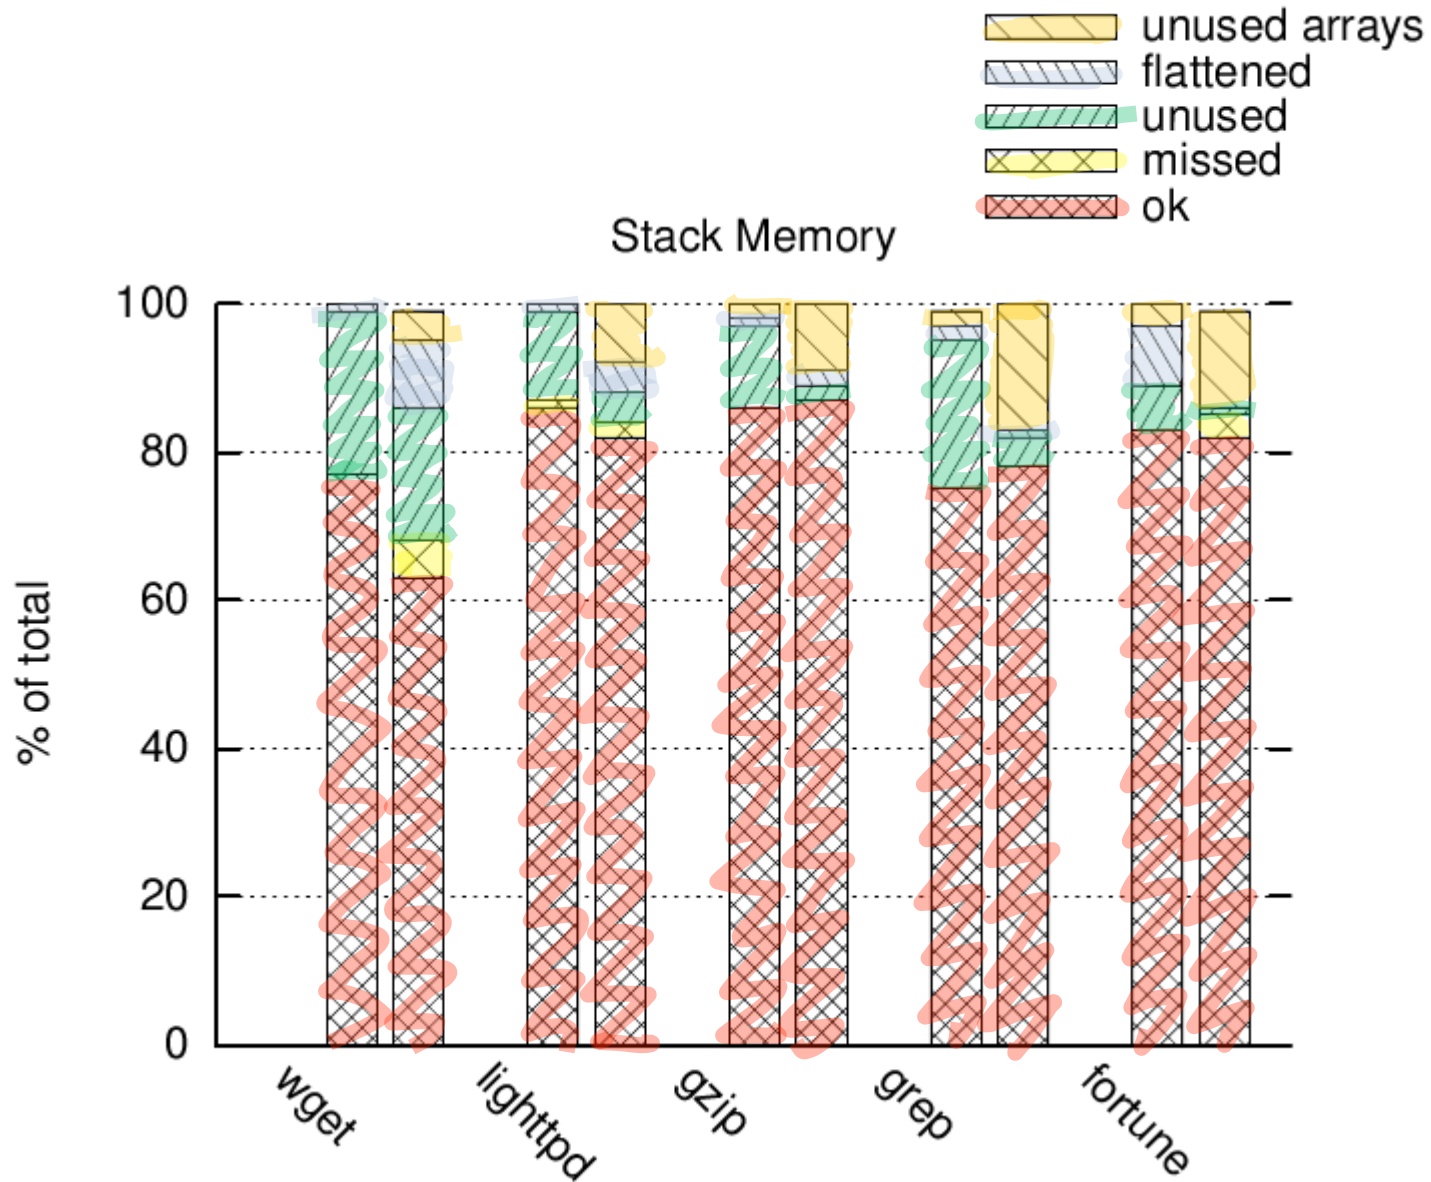 unused arrays
flattened
unused
missed
ok
Stack Memory
% of total
100
80
60
40
20
0
wget
lighttpd
gzip
grep
fortune